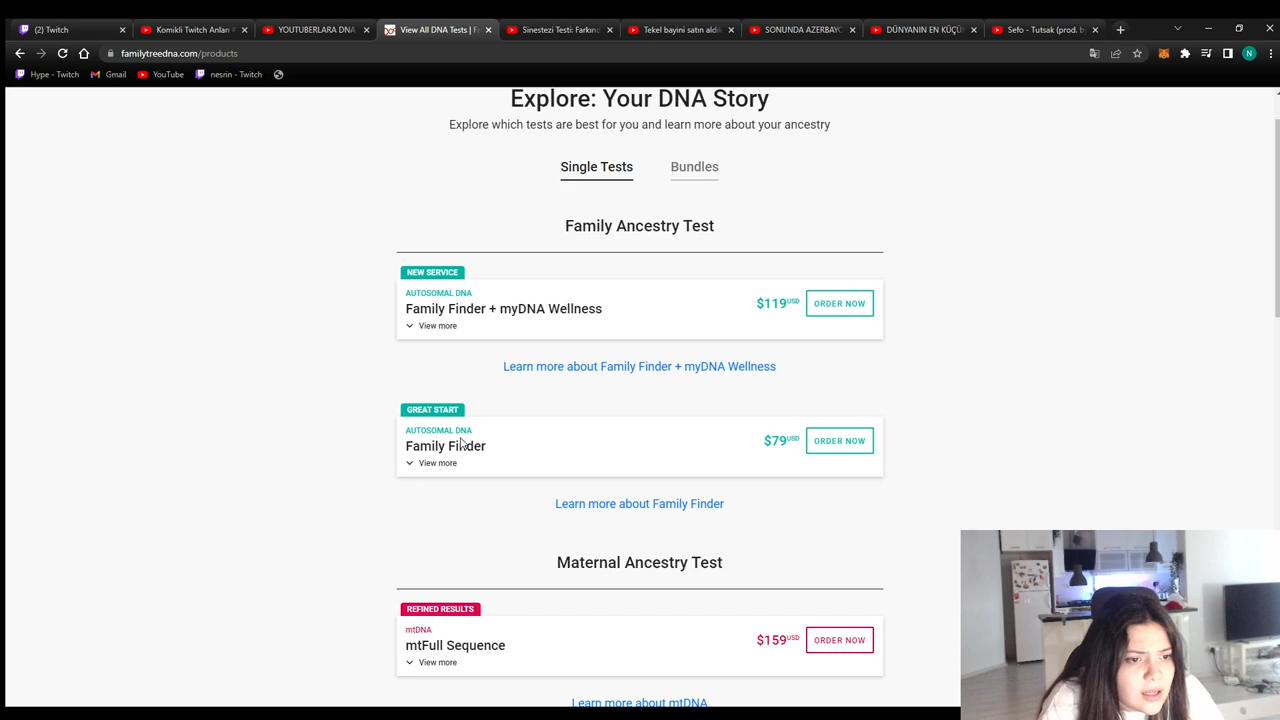 (2) Twitch
Komikli Twitch Anları #
YOUTUBERLARA DNA
View All DNA Tests | Fa
Sinestezi Testi: Farkınd
Tekel bayini satın aldık
SONUNDA AZERBAYC
DÜNYANIN EN KÜÇÜ
Sefo - Tutsak (prod. by
familytreedna.com/products
N
Hype - Twitch
Gmail
YouTube
nesrin - Twitch
Explore: Your DNA Story
Explore which tests are best for you and learn more about your ancestry
Single Tests
Bundles
Family Ancestry Test
NEW SERVICE
AUTOSOMAL DNA
Family Finder + myDNA Wellness
$119USD
ORDER NOW
View more
Learn more about Family Finder + myDNA Wellness
GREAT START
AUTOSOMAL DNA
Family Finder
$79USD
ORDER NOW
View more
Learn more about Family Finder
Maternal Ancestry Test
REFINED RESULTS
mtDNA
mtFull Sequence
$159USD
ORDER NOW
View more
Learn more about mtDNA